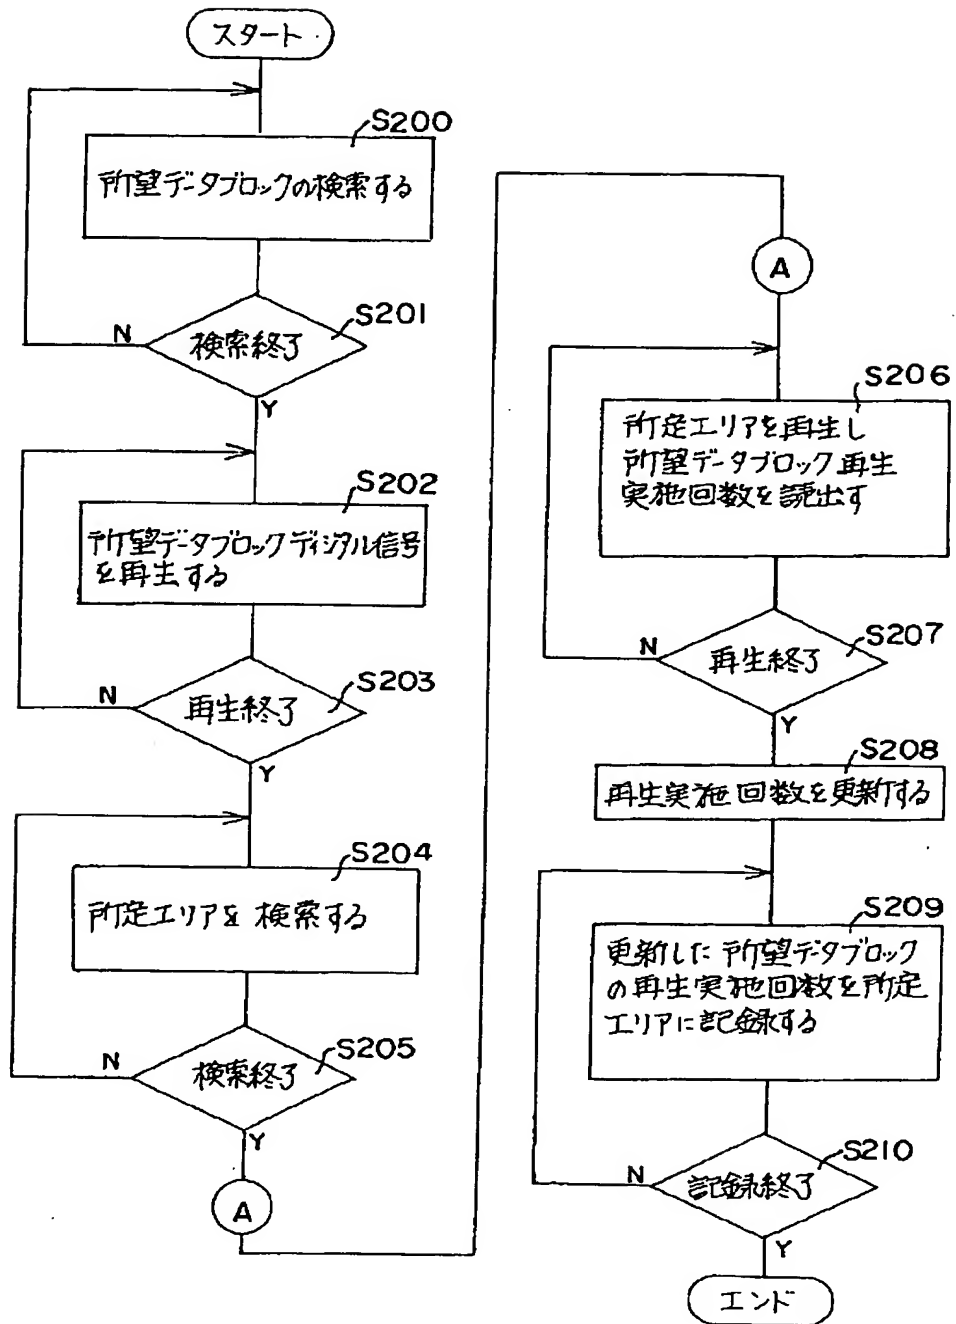 スタート
S200
所望データブロックの検索する
S201
検索終了
N
Y
S202
所望データブロックディジタル信号
を再生する
S203
再生終了
N
Y
S204
所定エリアを検索する
S205
検索終了
N
Y
A
A
S206
所定エリアを再生し
所望データブロック再生
実施回数を読出す
S207
再生終了
N
Y
S208
再生実施回数を更新する
S209
更新した所望データブロック
の再生実施回数を所定
エリアに記録する
S210
記録終了
N
Y
エンド